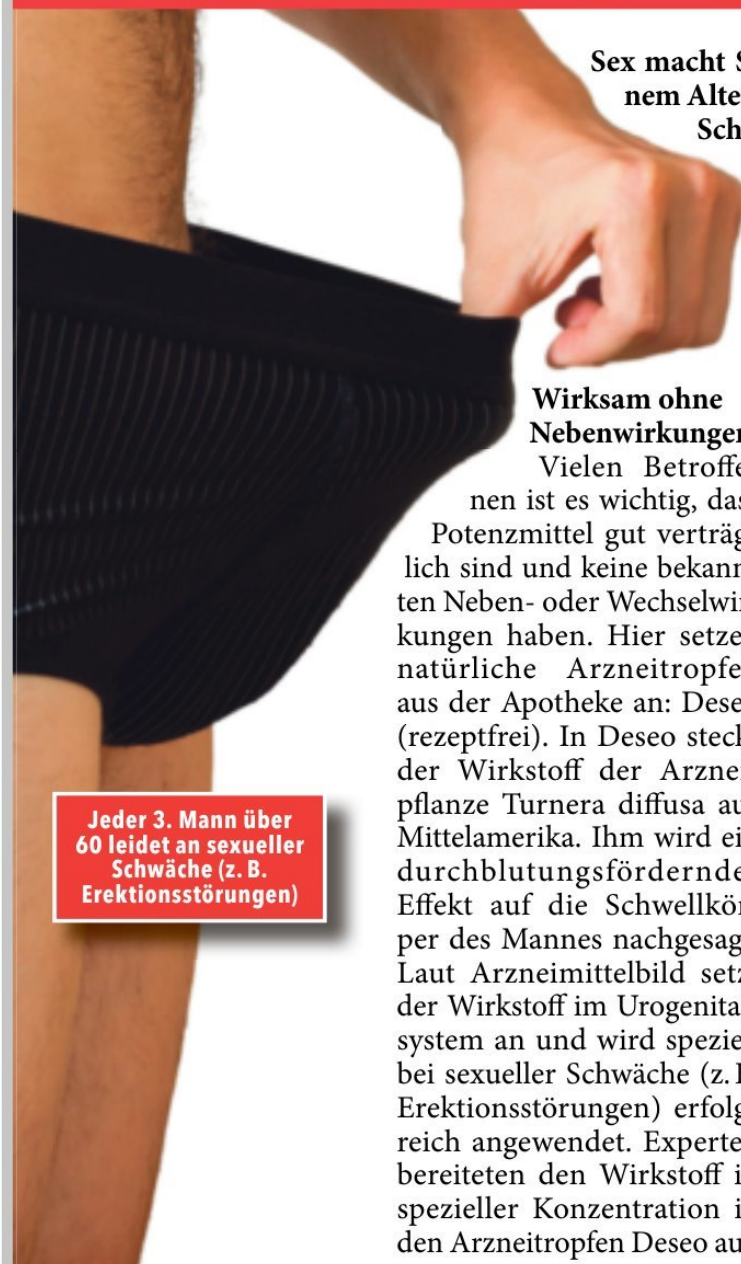 Sex macht S
nem Alte
Sch
Wirksam ohne
Nebenwirkungen
Vielen Betroffe
nen ist es wichtig, das
Potenzmittel gut verträg
lich sind und keine bekann
ten Neben- oder Wechselwir
kungen haben. Hier setze
natürliche Arzneitropfe
aus der Apotheke an: Dese
(rezeptfrei). In Deseo steck
der Wirkstoff der Arznei
pflanze Turnera diffusa au
Mittelamerika. Ihm wird ei
durchblutungsfördernde
Effekt auf die Schwellkör
per des Mannes nachgesag
Laut Arzneimittelbild setz
der Wirkstoff im Urogenita
system an und wird spezie
bei sexueller Schwäche (z. B
Erektionsstörungen) erfolg
reich angewendet. Experte
bereiteten den Wirkstoff i
spezieller Konzentration i
den Arzneitropfen Deseo au
Jeder 3. Mann über
60 leidet an sexueller
Schwäche (z. B.
Erektionsstörungen)